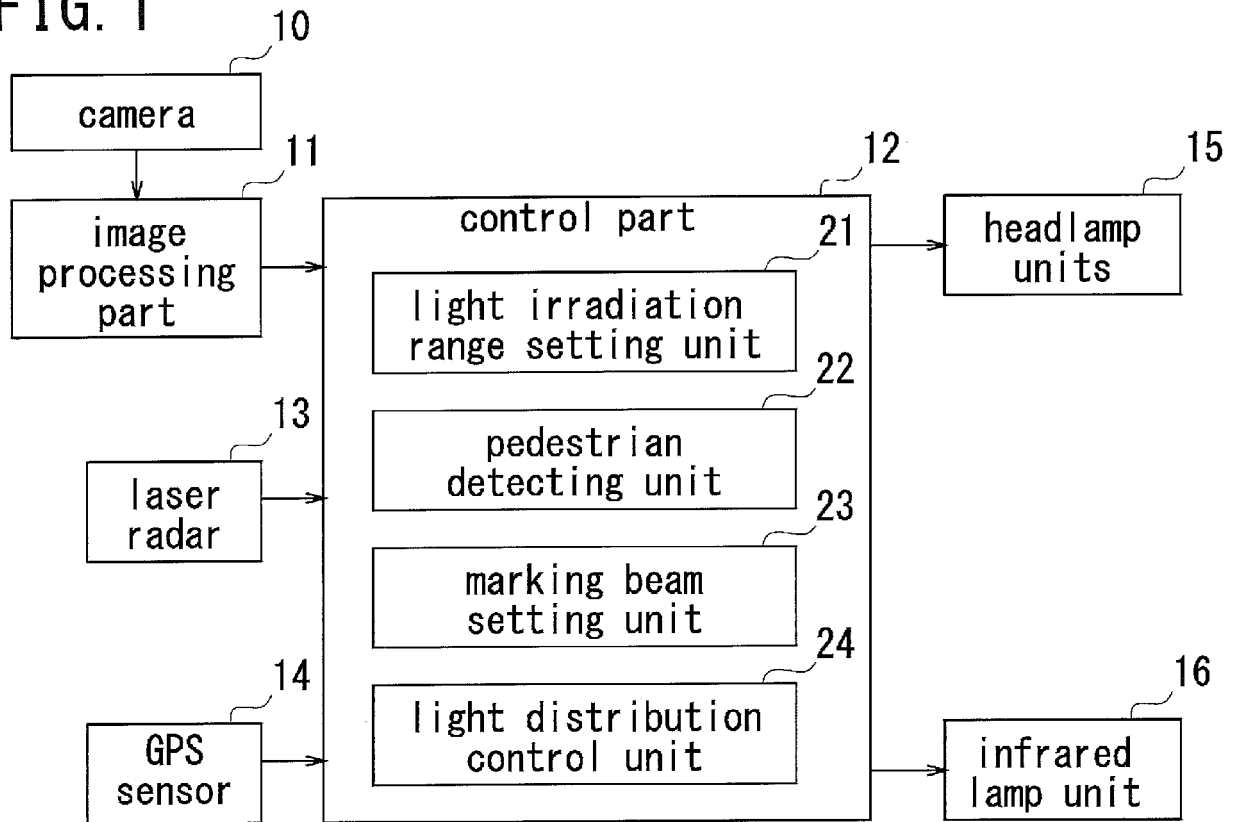 FIG. 1
10
camera
11
image
processing
part
12
control part
21
light irradiation
range setting unit
22
pedestrian
detecting unit
23
marking beam
setting unit
24
light distribution
control unit
13
laser
radar
14
GPS
sensor
15
headlamp
units
16
infrared
lamp unit